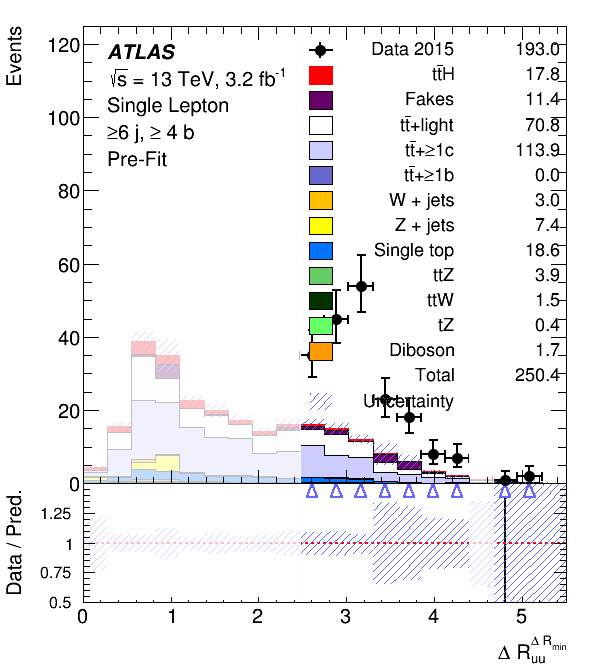 Events
120
100
80
60
40
20
0
ATLAS
√s = 13 TeV, 3.2 fb⁻¹
Single Lepton
≥6 j, ≥ 4 b
Pre-Fit
Data 2015 193.0
tt̄H 17.8
Fakes 11.4
tt̄+light 70.8
tt̄+≥1c 113.9
tt̄+≥1b 0.0
W + jets 3.0
Z + jets 7.4
Single top 18.6
ttZ 3.9
ttW 1.5
tZ 0.4
Diboson 1.7
Total 250.4
Uncertainty
Data / Pred.
1.25
1
0.75
0.5
0 1 2 3 4 5
Δ R_uu^Δ R_min